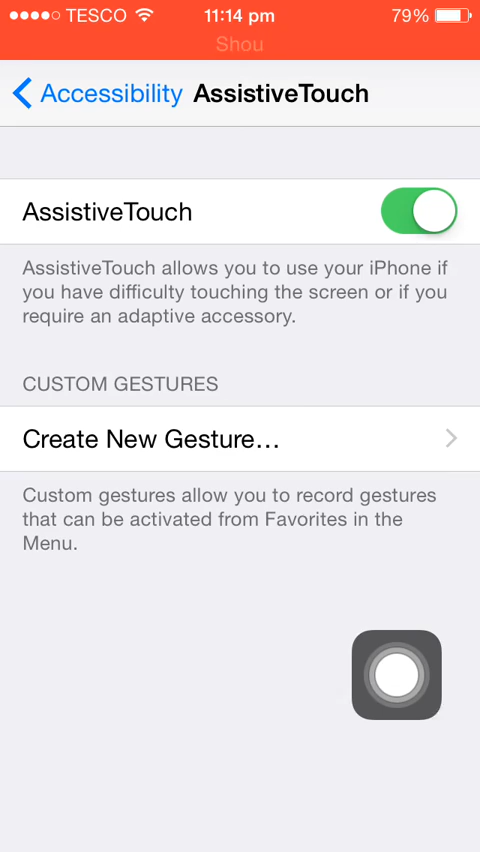 TESCO 11:14 pm 79%
Shou
Accessibility AssistiveTouch
AssistiveTouch
AssistiveTouch allows you to use your iPhone if
you have difficulty touching the screen or if you
require an adaptive accessory.
CUSTOM GESTURES
Create New Gesture...
Custom gestures allow you to record gestures
that can be activated from Favorites in the
Menu.